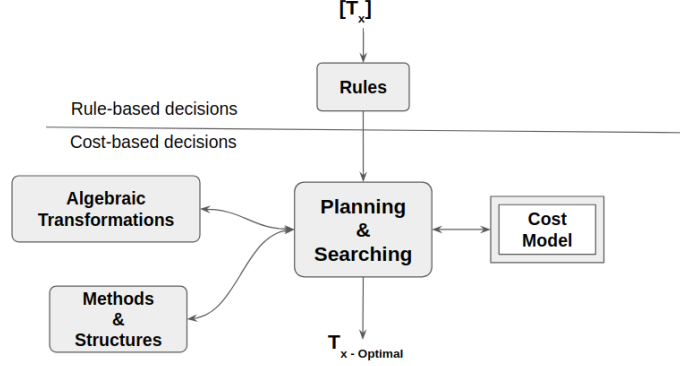 [Tx]
Rules
Rule-based decisions
Cost-based decisions
Algebraic
Transformations
Planning
&
Searching
Cost
Model
Methods
&
Structures
Tx - Optimal